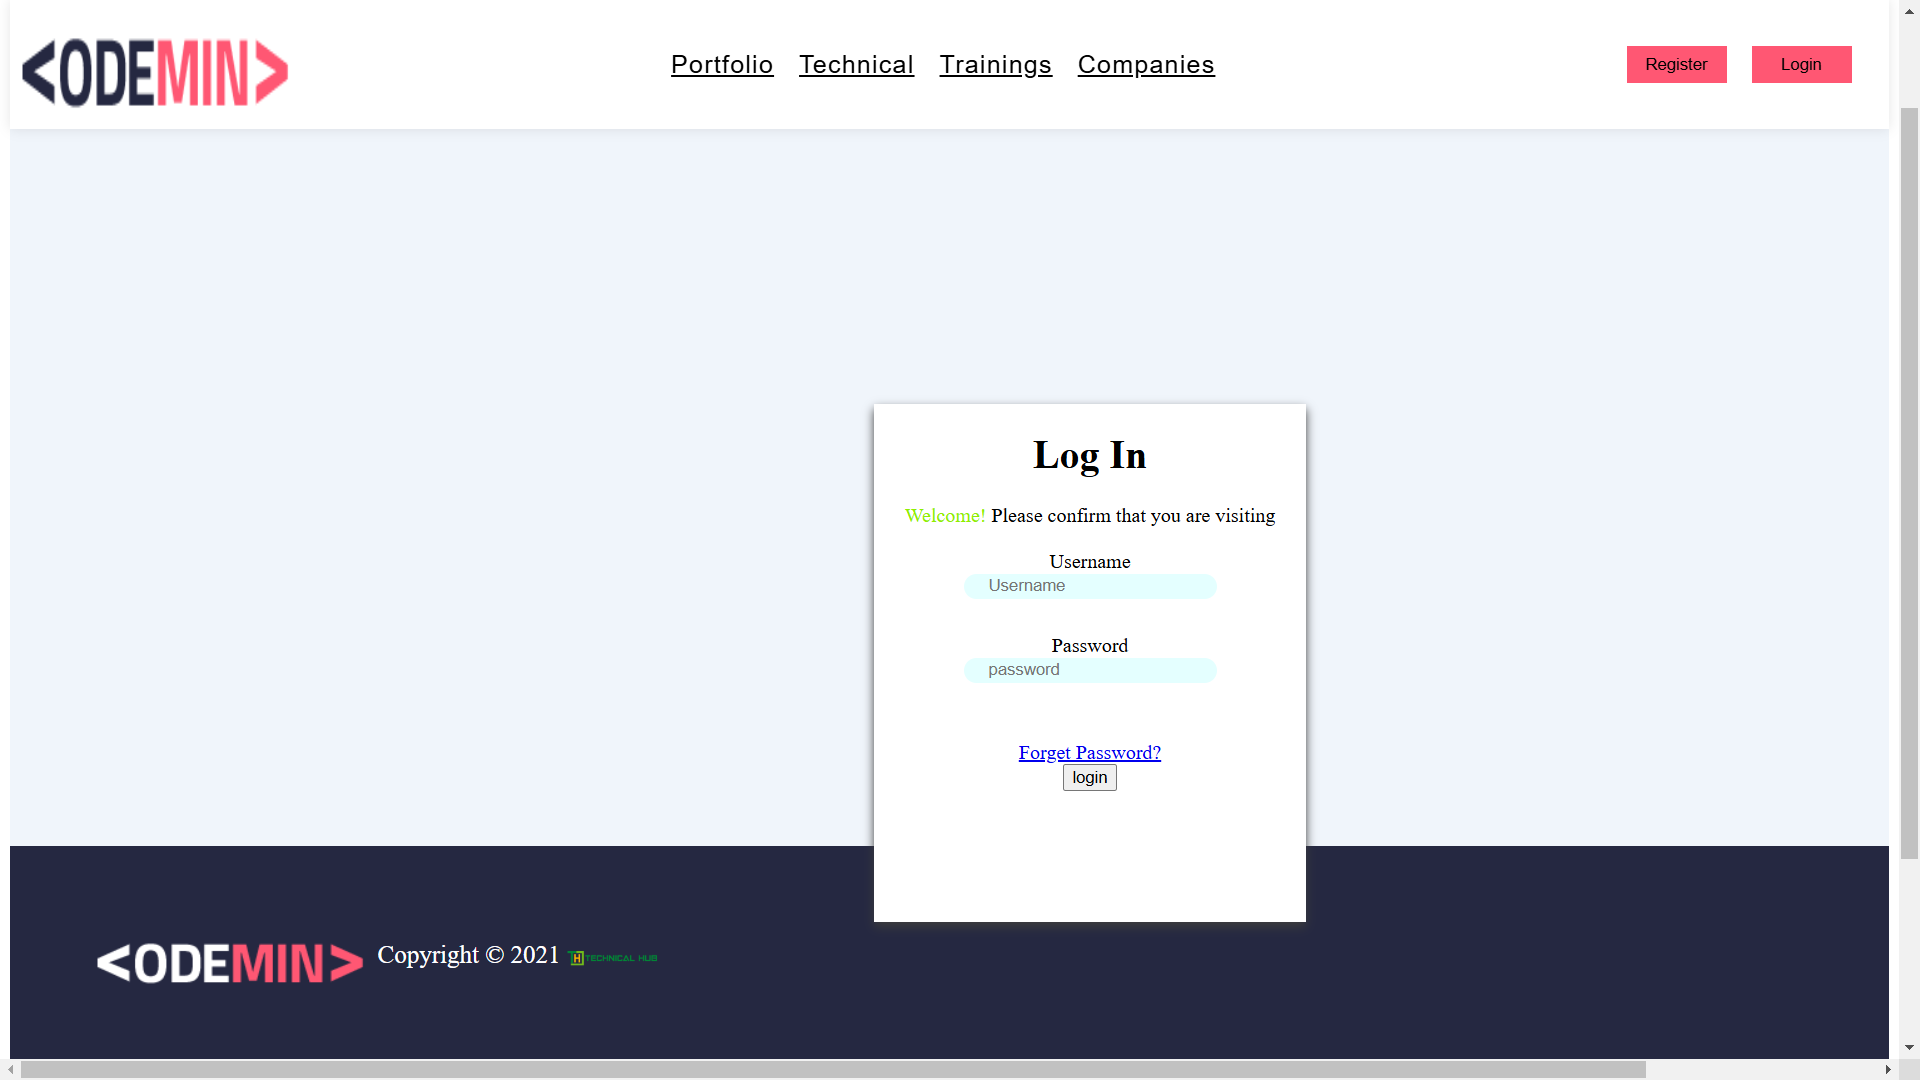 <ODEMIN>
Portfolio Technical Trainings Companies
Register Login
Log In
Welcome! Please confirm that you are visiting
Username
Username
Password
password
Forget Password?
login
<ODEMIN> Copyright © 2021 TH TECHNICAL HUB